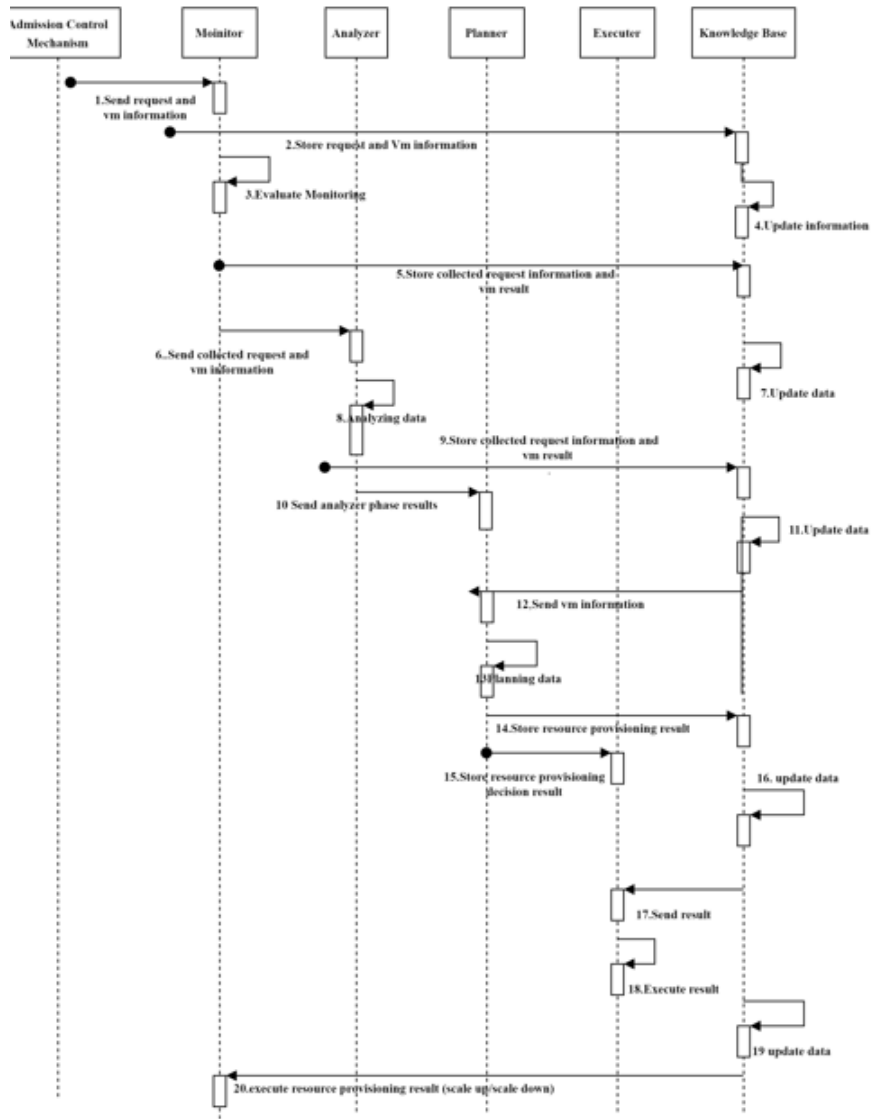 Admission Control
Mechanism
Moinitor
Analyzer
Planner
Executer
Knowledge Base
1.Send request and
vm information
2.Store request and Vm information
3.Evaluate Monitoring
4.Update information
5.Store collected request information and
vm result
6..Send collected request and
vm information
7.Update data
8.Analyzing data
9.Store collected request information and
vm result
10 Send analyzer phase results
11.Update data
12.Send vm information
13Planning data
14.Store resource provisioning result
15.Store resource provisioning
decision result
16. update data
17.Send result
18.Execute result
19 update data
20.execute resource provisioning result (scale up/scale down)